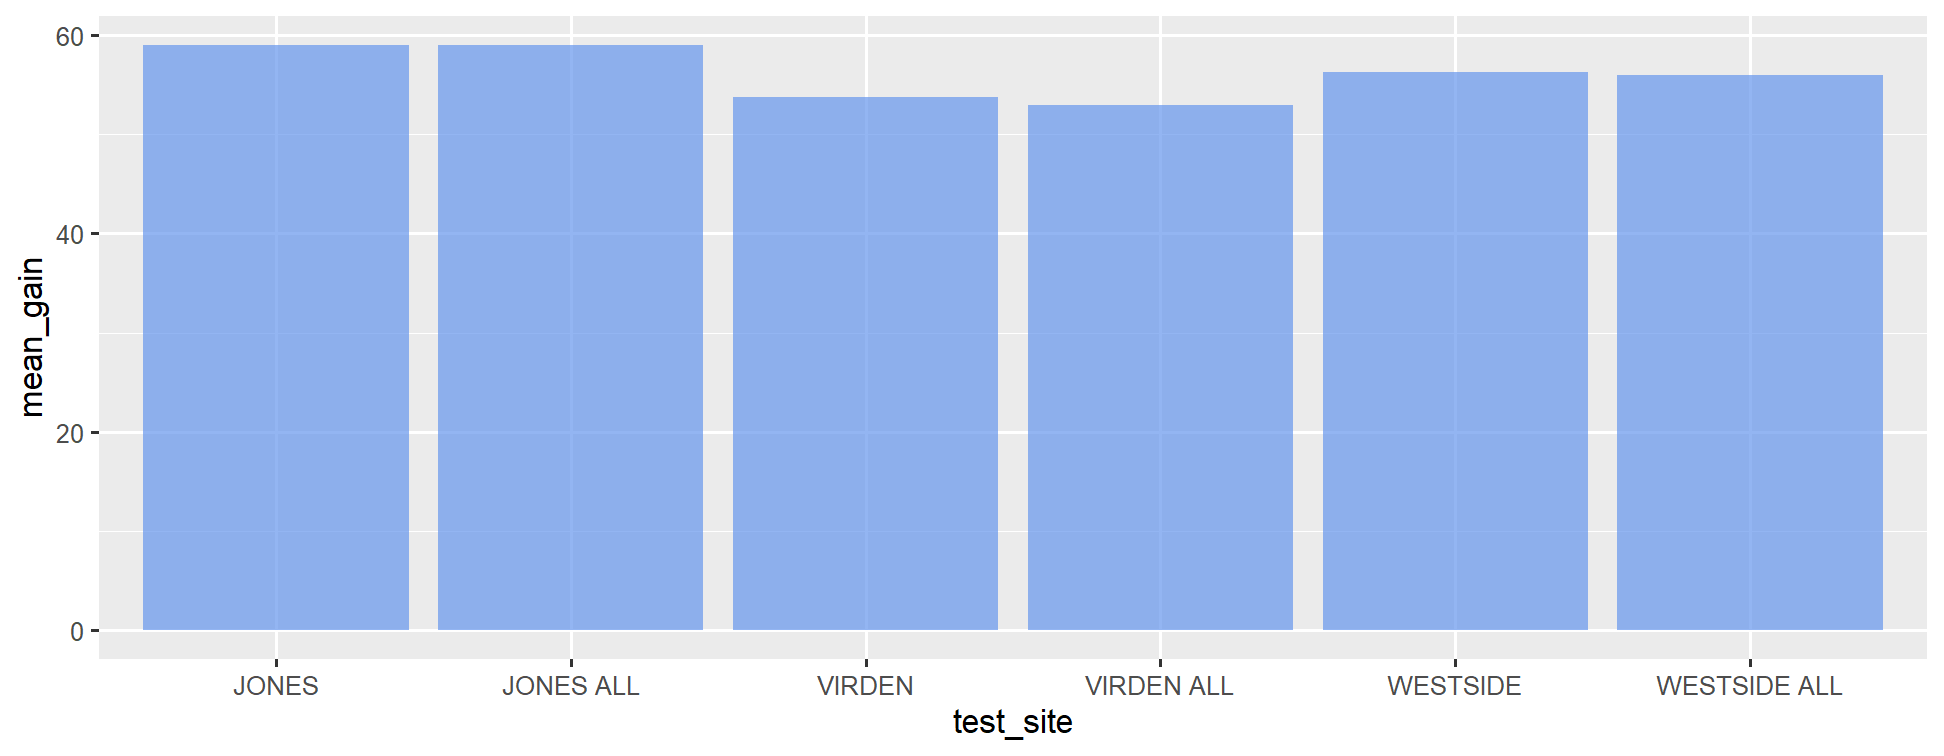 60
40
20
0
mean_gain
JONES
JONES ALL
VIRDEN
VIRDEN ALL
WESTSIDE
WESTSIDE ALL
test_site